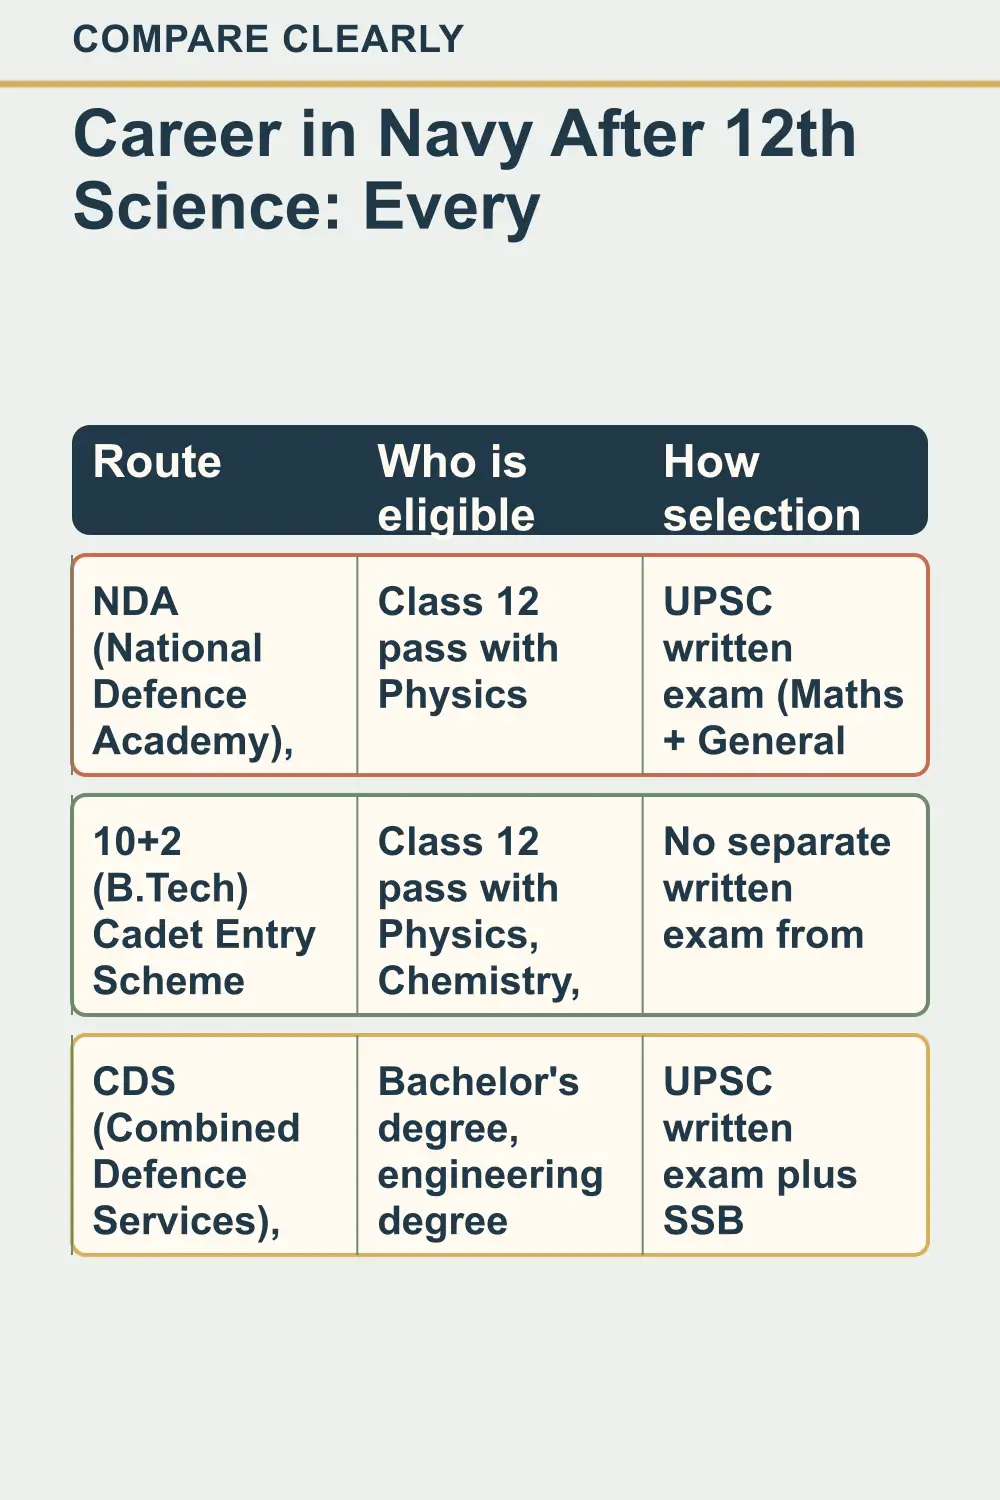 COMPARE CLEARLY
Career in Navy After 12th
Science: Every
Route
Who is
eligible
How
selection
NDA
(National
Defence
Academy),
Class 12
pass with
Physics
UPSC
written
exam (Maths
+ General
10+2
(B.Tech)
Cadet Entry
Scheme
Class 12
pass with
Physics,
Chemistry,
No separate
written
exam from
CDS
(Combined
Defence
Services),
Bachelor's
degree,
engineering
degree
UPSC
written
exam plus
SSB